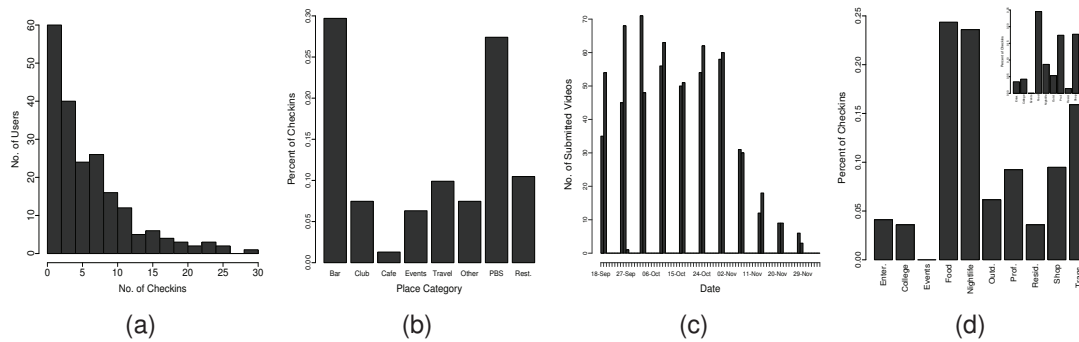 No. of Users
0 10 20 30 40 50 60
0 5 10 15 20 25 30
No. of Checkins
(a)
Percent of Checkins
0.00 0.05 0.10 0.15 0.20 0.25 0.30
Bar Club Cafe Events Travel Other PBS Rest.
Place Category
(b)
No. of Submitted Videos
0 10 20 30 40 50 60 70
18-Sep 27-Sep 06-Oct 15-Oct 24-Oct 02-Nov 11-Nov 20-Nov 29-Nov
Date
(c)
Percent of Checkins
0.00 0.05 0.10 0.15 0.20 0.25
Enter. College Events Food Nightlife Outd. Prof. Resid. Shop
Percent of Checkins
(d)